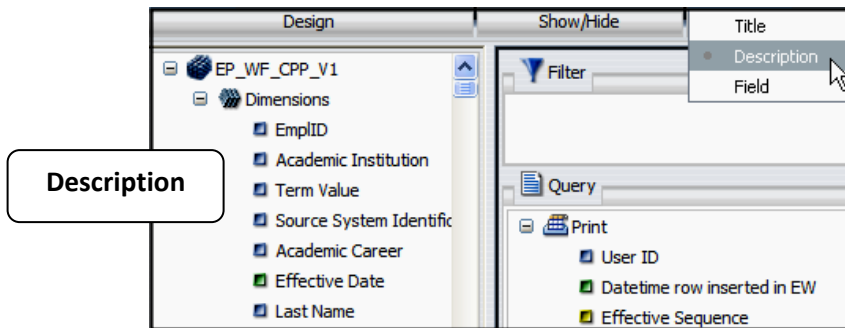 Design
Show/Hide
Title
Description
Field
EP_WF_CPP_V1
Dimensions
EmplID
Academic Institution
Term Value
Source System Identific
Academic Career
Effective Date
Last Name
Description
Filter
Query
Print
User ID
Datetime row inserted in EW
Effective Sequence